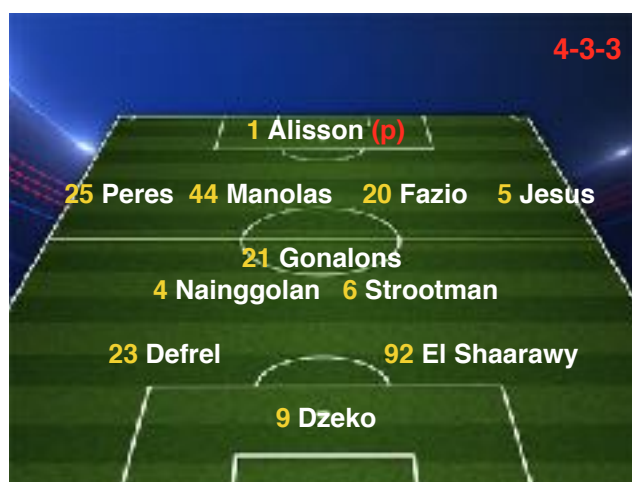 4-3-3
1 Alisson (p)
25 Peres 44 Manolas 20 Fazio 5 Jesus
21 Gonalons
4 Nainggolan 6 Strootman
23 Defrel 92 El Shaarawy
9 Dzeko